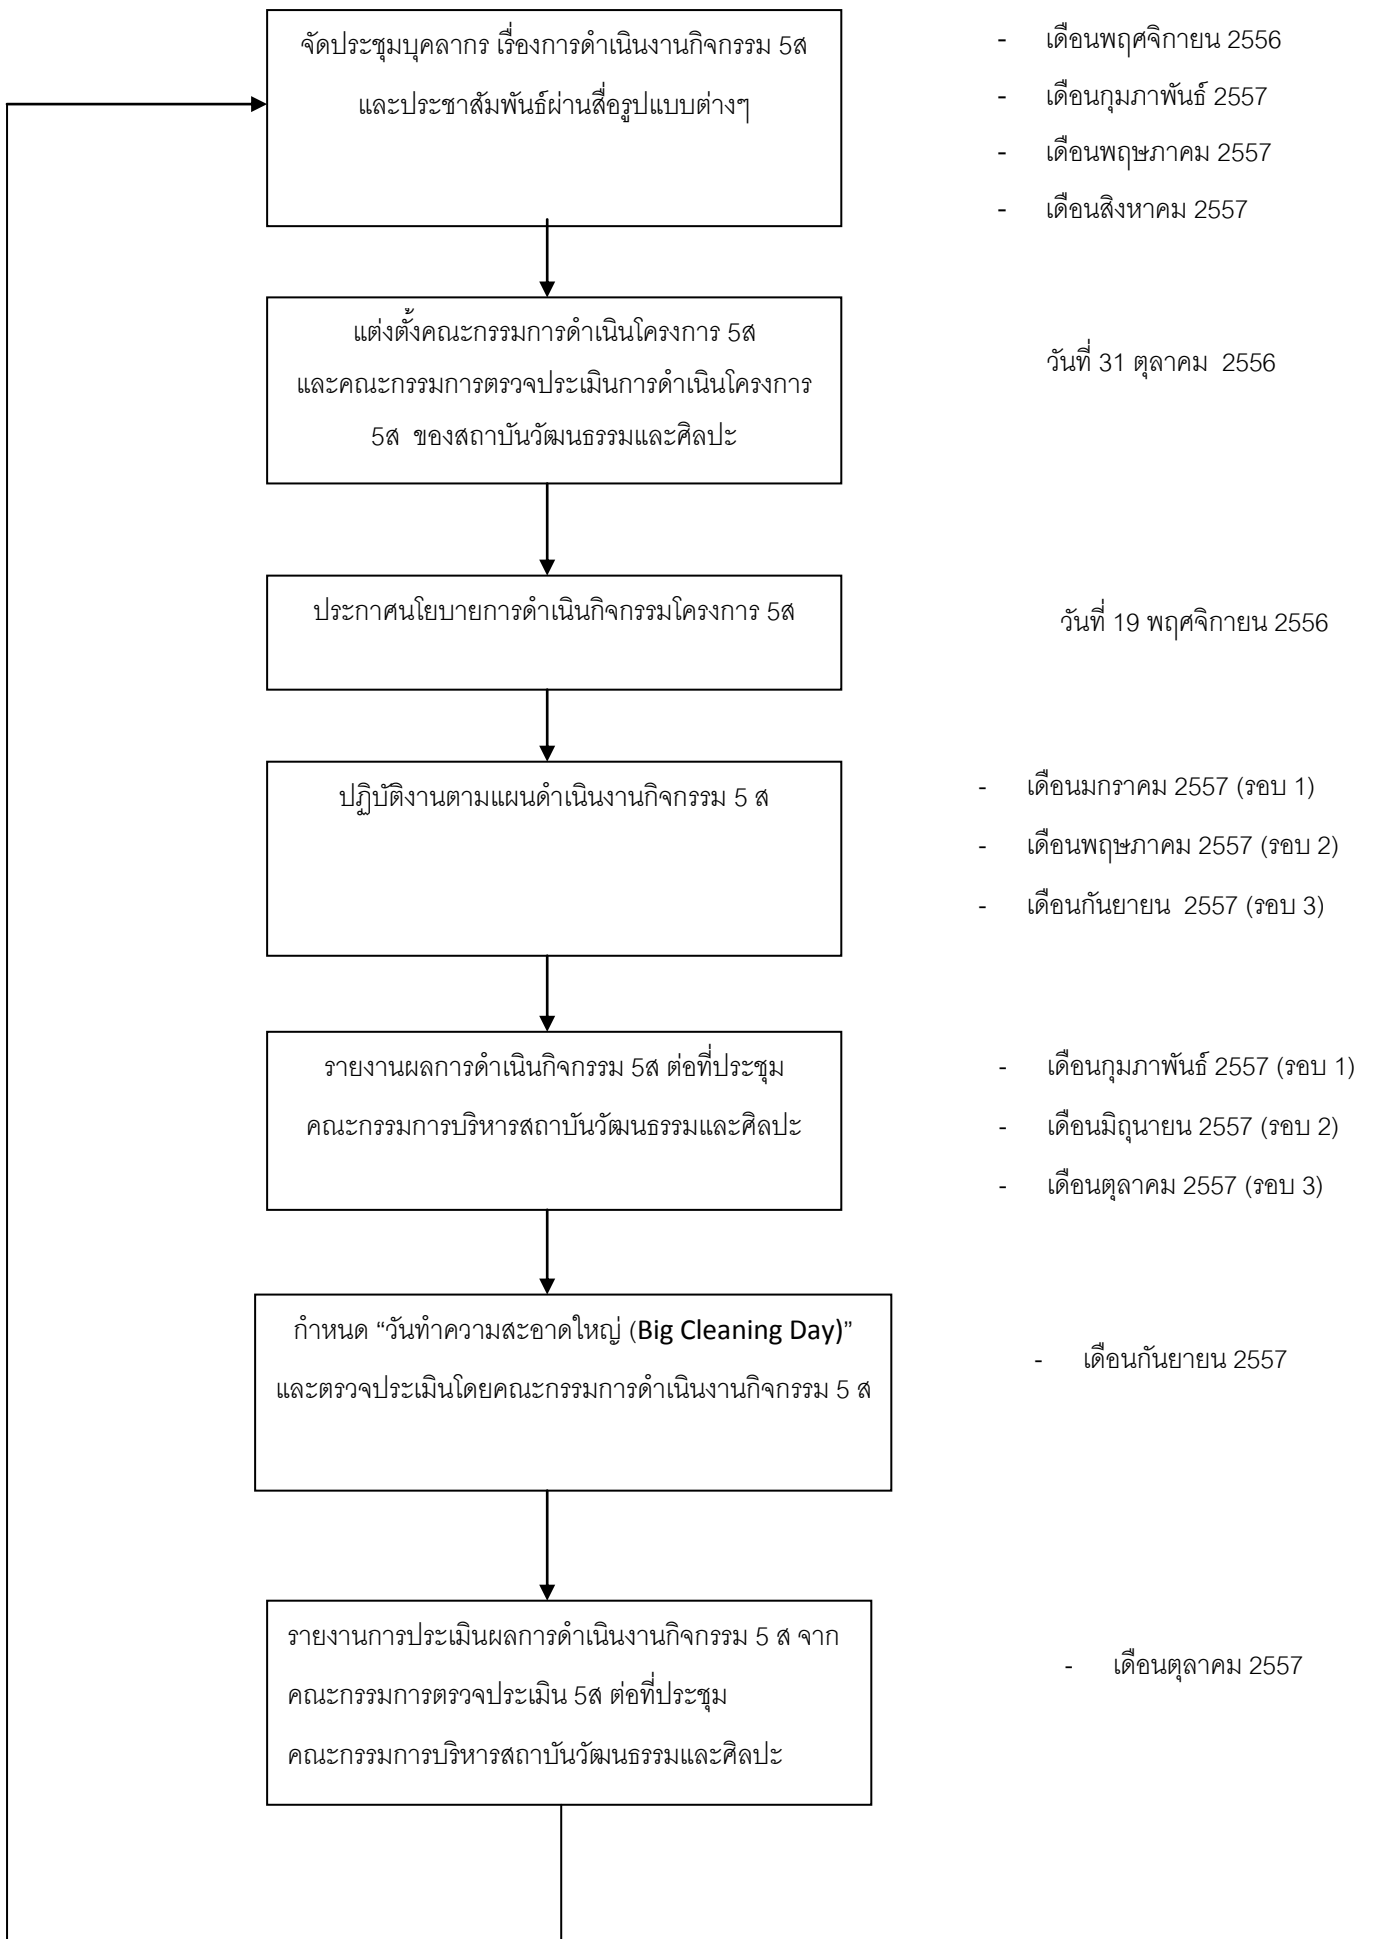 จัดประชุมบุคลากร เรื่องการดำเนินงานกิจกรรม 5ส
และประชาสัมพันธ์ผ่านสื่อรูปแบบต่างๆ
- เดือนพฤศจิกายน 2556
- เดือนกุมภาพันธ์ 2557
- เดือนพฤษภาคม 2557
- เดือนสิงหาคม 2557
แต่งตั้งคณะกรรมการดำเนินโครงการ 5ส
และคณะกรรมการตรวจประเมินการดำเนินโครงการ
5ส ของสถาบันวัฒนธรรมและศิลปะ
วันที่ 31 ตุลาคม 2556
ประกาศนโยบายการดำเนินกิจกรรมโครงการ 5ส
วันที่ 19 พฤศจิกายน 2556
ปฏิบัติงานตามแผนดำเนินงานกิจกรรม 5 ส
- เดือนมกราคม 2557 (รอบ 1)
- เดือนพฤษภาคม 2557 (รอบ 2)
- เดือนกันยายน 2557 (รอบ 3)
รายงานผลการดำเนินกิจกรรม 5ส ต่อที่ประชุม
คณะกรรมการบริหารสถาบันวัฒนธรรมและศิลปะ
- เดือนกุมภาพันธ์ 2557 (รอบ 1)
- เดือนมิถุนายน 2557 (รอบ 2)
- เดือนตุลาคม 2557 (รอบ 3)
กำหนด “วันทำความสะอาดใหญ่ (Big Cleaning Day)”
และตรวจประเมินโดยคณะกรรมการดำเนินงานกิจกรรม 5 ส
- เดือนกันยายน 2557
รายงานการประเมินผลการดำเนินงานกิจกรรม 5 ส จาก
คณะกรรมการตรวจประเมิน 5ส ต่อที่ประชุม
คณะกรรมการบริหารสถาบันวัฒนธรรมและศิลปะ
- เดือนตุลาคม 2557